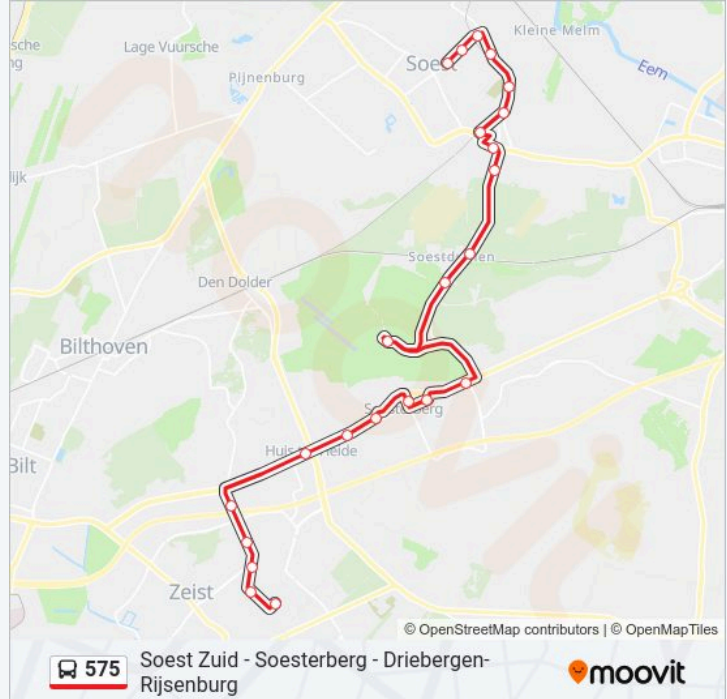 Kleine Melm
Lage Vuursche
Soest
Pijnenburg
Eem
Soestduinen
Den Dolder
Bilthoven
Soesterberg
Huis ter Heide
Bilt
Zeist
© OpenStreetMap contributors | © OpenMapTiles
575
Soest Zuid - Soesterberg - Driebergen-
Rijsenburg
moovit